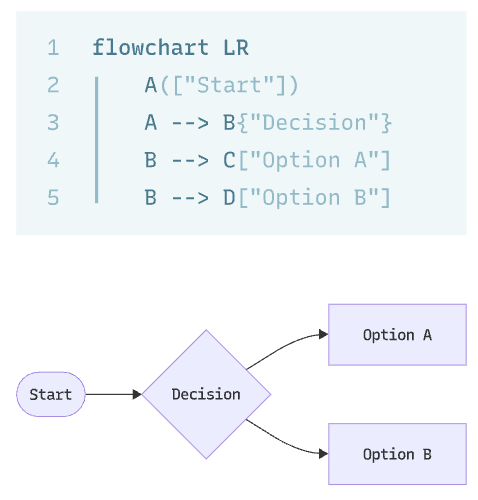 1 flowchart LR
2 A(["Start"])
3 A --> B{"Decision"}
4 B --> C["Option A"]
5 B --> D["Option B"]
Option A
Start Decision
Option B